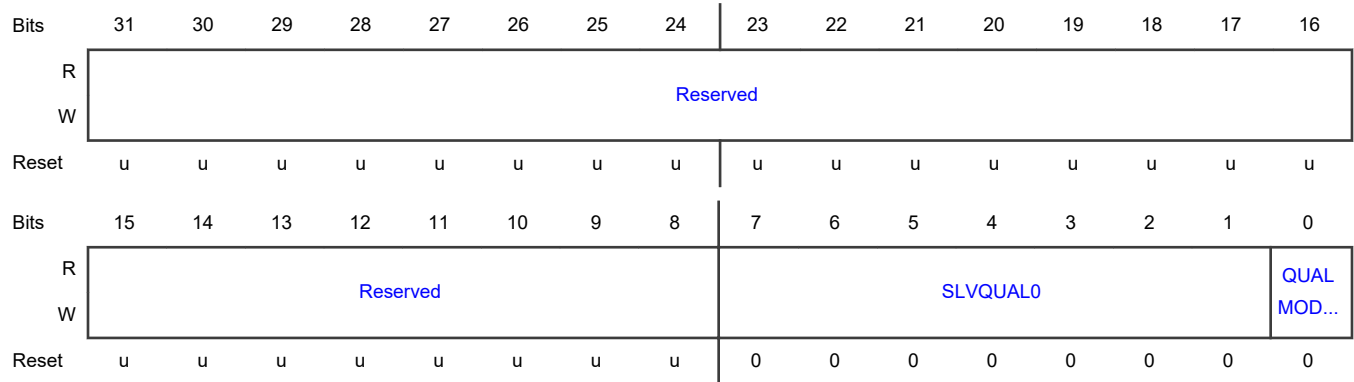 Bits 31 30 29 28 27 26 25 24 23 22 21 20 19 18 17 16
R
Reserved
W
Reset u u u u u u u u u u u u u u u u
Bits 15 14 13 12 11 10 9 8 7 6 5 4 3 2 1 0
R
Reserved SLVQUAL0 QUAL
MOD...
W
Reset u u u u u u u u 0 0 0 0 0 0 0 0